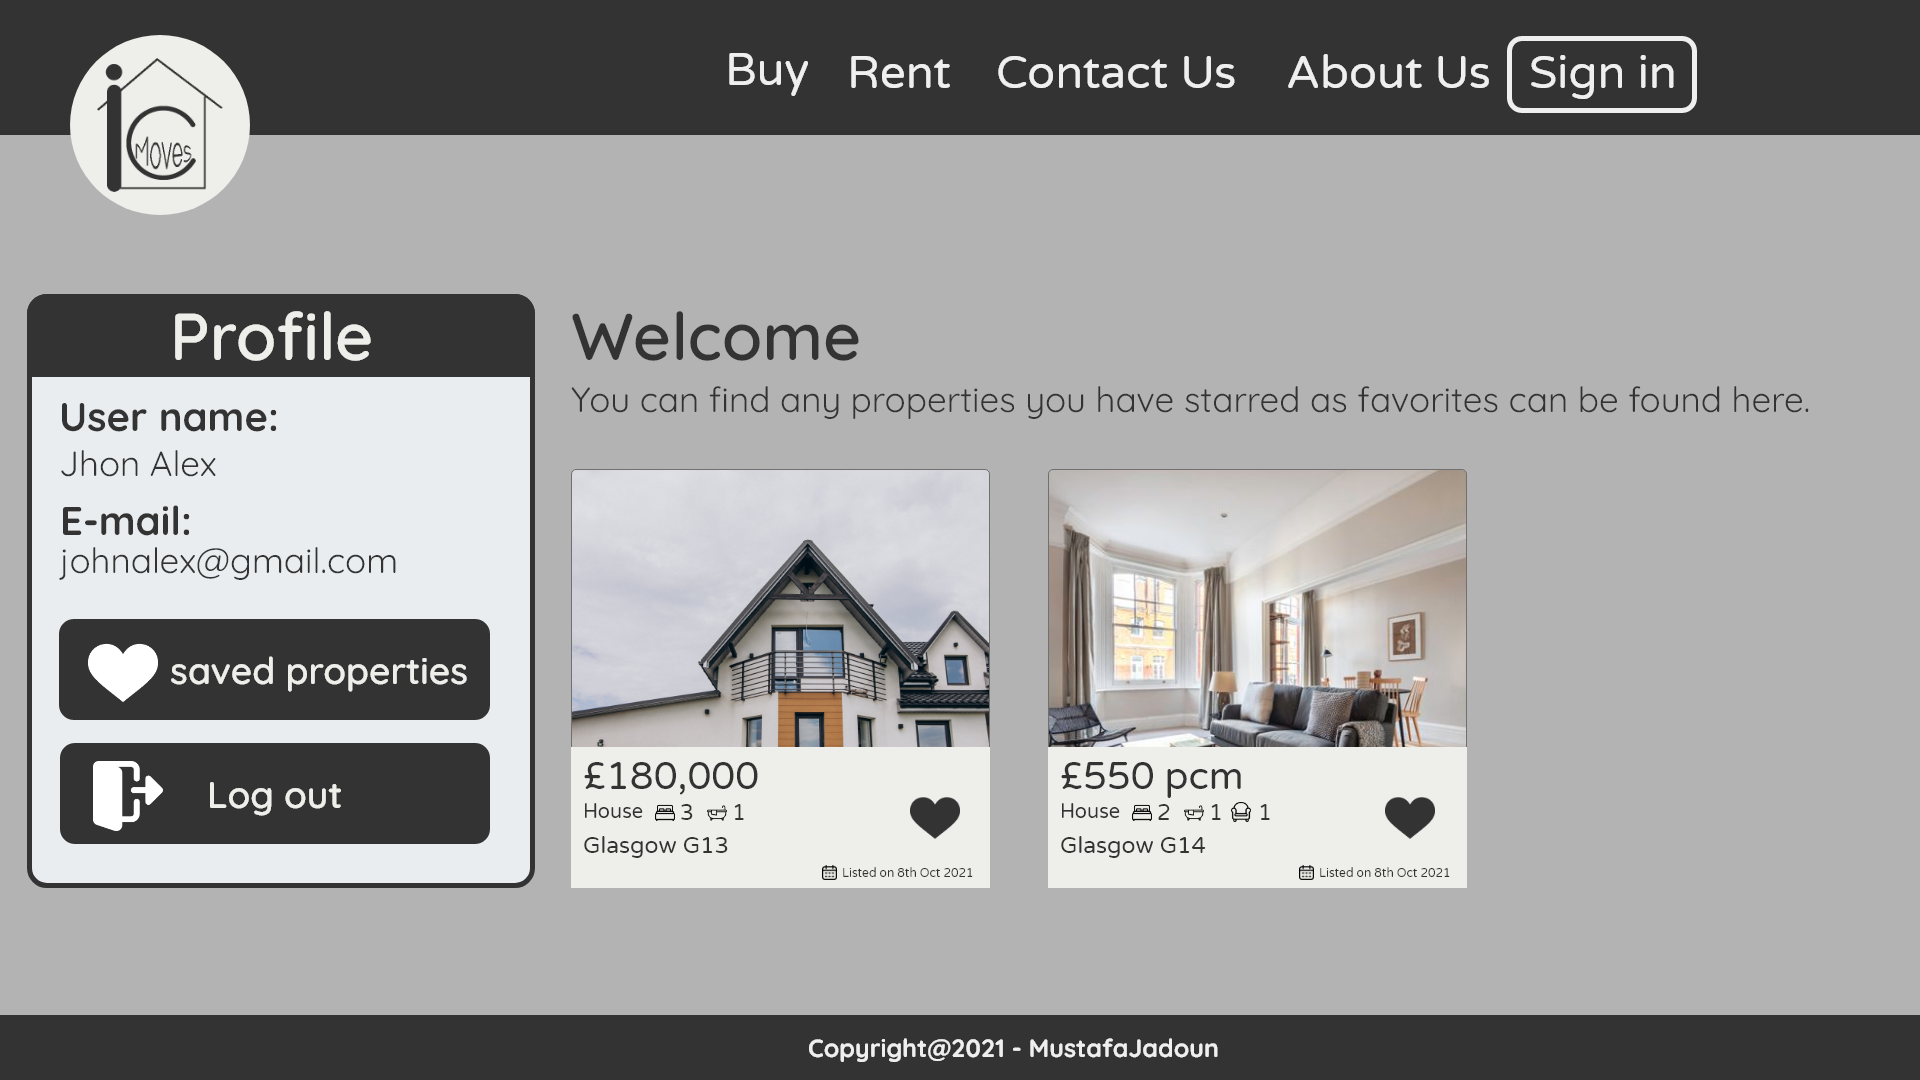 Buy Rent Contact Us About Us Sign in
i C Moves
Profile
User name:
Jhon Alex
E-mail:
johnalex@gmail.com
saved properties
Log out
Welcome
You can find any properties you have starred as favorites can be found here.
£180,000
House 3 1
Glasgow G13
Listed on 8th Oct 2021
£550 pcm
House 2 1 1
Glasgow G14
Listed on 8th Oct 2021
Copyright@2021 - MustafaJadoun